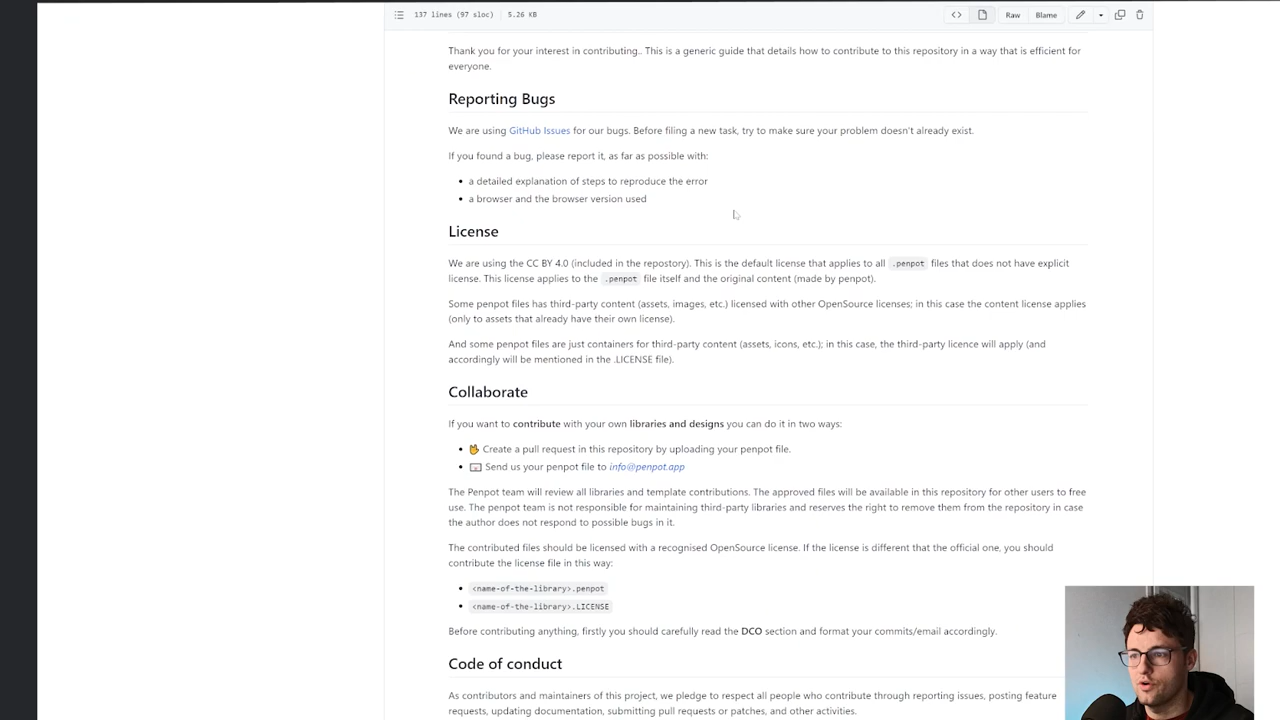 137 lines (97 sloc) | 5.26 KB
Raw
Blame
Thank you for your interest in contributing.. This is a generic guide that details how to contribute to this repository in a way that is efficient for
everyone.
Reporting Bugs
We are using GitHub Issues for our bugs. Before filing a new task, try to make sure your problem doesn't already exist.
If you found a bug, please report it, as far as possible with:
• a detailed explanation of steps to reproduce the error
• a browser and the browser version used
License
We are using the CC BY 4.0 (included in the repostory). This is the default license that applies to all .penpot files that does not have explicit
license. This license applies to the .penpot file itself and the original content (made by penpot).
Some penpot files has third-party content (assets, images, etc.) licensed with other OpenSource licenses; in this case the content license applies
(only to assets that already have their own license).
And some penpot files are just containers for third-party content (assets, icons, etc.); in this case, the third-party licence will apply (and
accordingly will be mentioned in the .LICENSE file).
Collaborate
If you want to contribute with your own libraries and designs you can do it in two ways:
• Create a pull request in this repository by uploading your penpot file.
• Send us your penpot file to info@penpot.app
The Penpot team will review all libraries and template contributions. The approved files will be available in this repository for other users to free
use. The penpot team is not responsible for maintaining third-party libraries and reserves the right to remove them from the repository in case
the author does not respond to possible bugs in it.
The contributed files should be licensed with a recognised OpenSource license. If the license is different that the official one, you should
contribute the license file in this way:
• <name-of-the-library>.penpot
• <name-of-the-library>.LICENSE
Before contributing anything, firstly you should carefully read the DCO section and format your commits/email accordingly.
Code of conduct
As contributors and maintainers of this project, we pledge to respect all people who contribute through reporting issues, posting feature
requests, updating documentation, submitting pull requests or patches, and other activities.